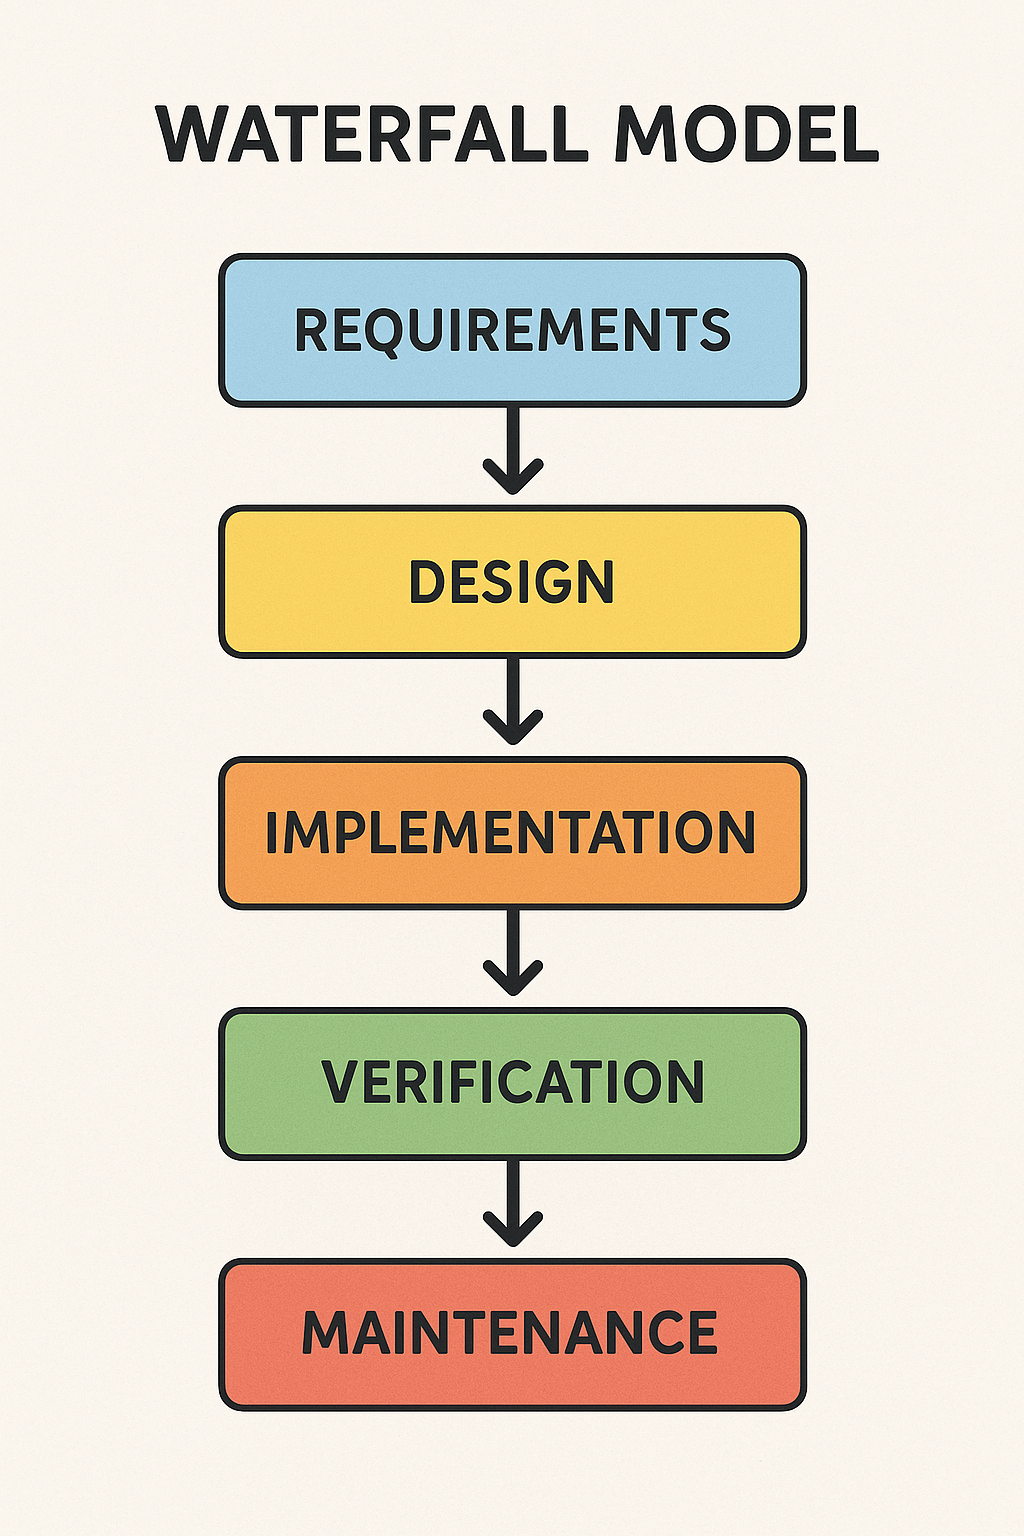 WATERFALL MODEL
REQUIREMENTS
DESIGN
IMPLEMENTATION
VERIFICATION
MAINTENANCE